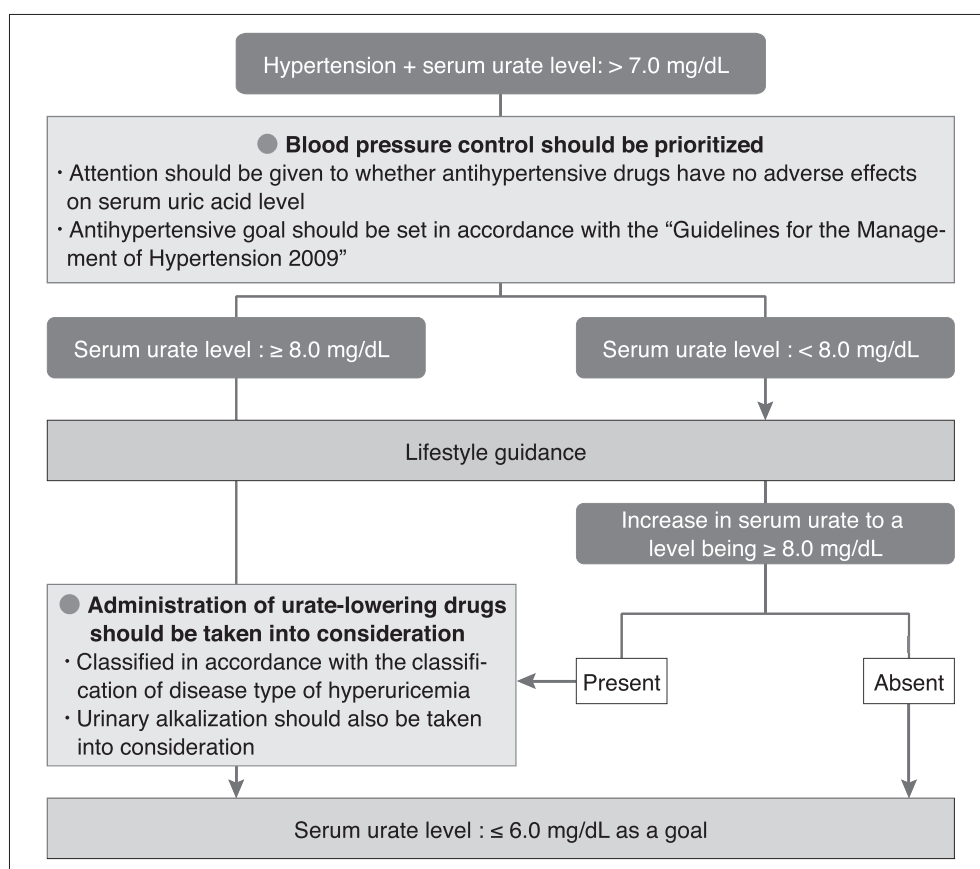 Hypertension + serum urate level: > 7.0 mg/dL
● Blood pressure control should be prioritized
・Attention should be given to whether antihypertensive drugs have no adverse effects
on serum uric acid level
・Antihypertensive goal should be set in accordance with the “Guidelines for the Manage-
ment of Hypertension 2009”
Serum urate level : ≥ 8.0 mg/dL
Serum urate level : < 8.0 mg/dL
Lifestyle guidance
Increase in serum urate to a
level being ≥ 8.0 mg/dL
● Administration of urate-lowering drugs
should be taken into consideration
・Classified in accordance with the classifi-
cation of disease type of hyperuricemia
・Urinary alkalization should also be taken
into consideration
Present
Absent
Serum urate level : ≤ 6.0 mg/dL as a goal